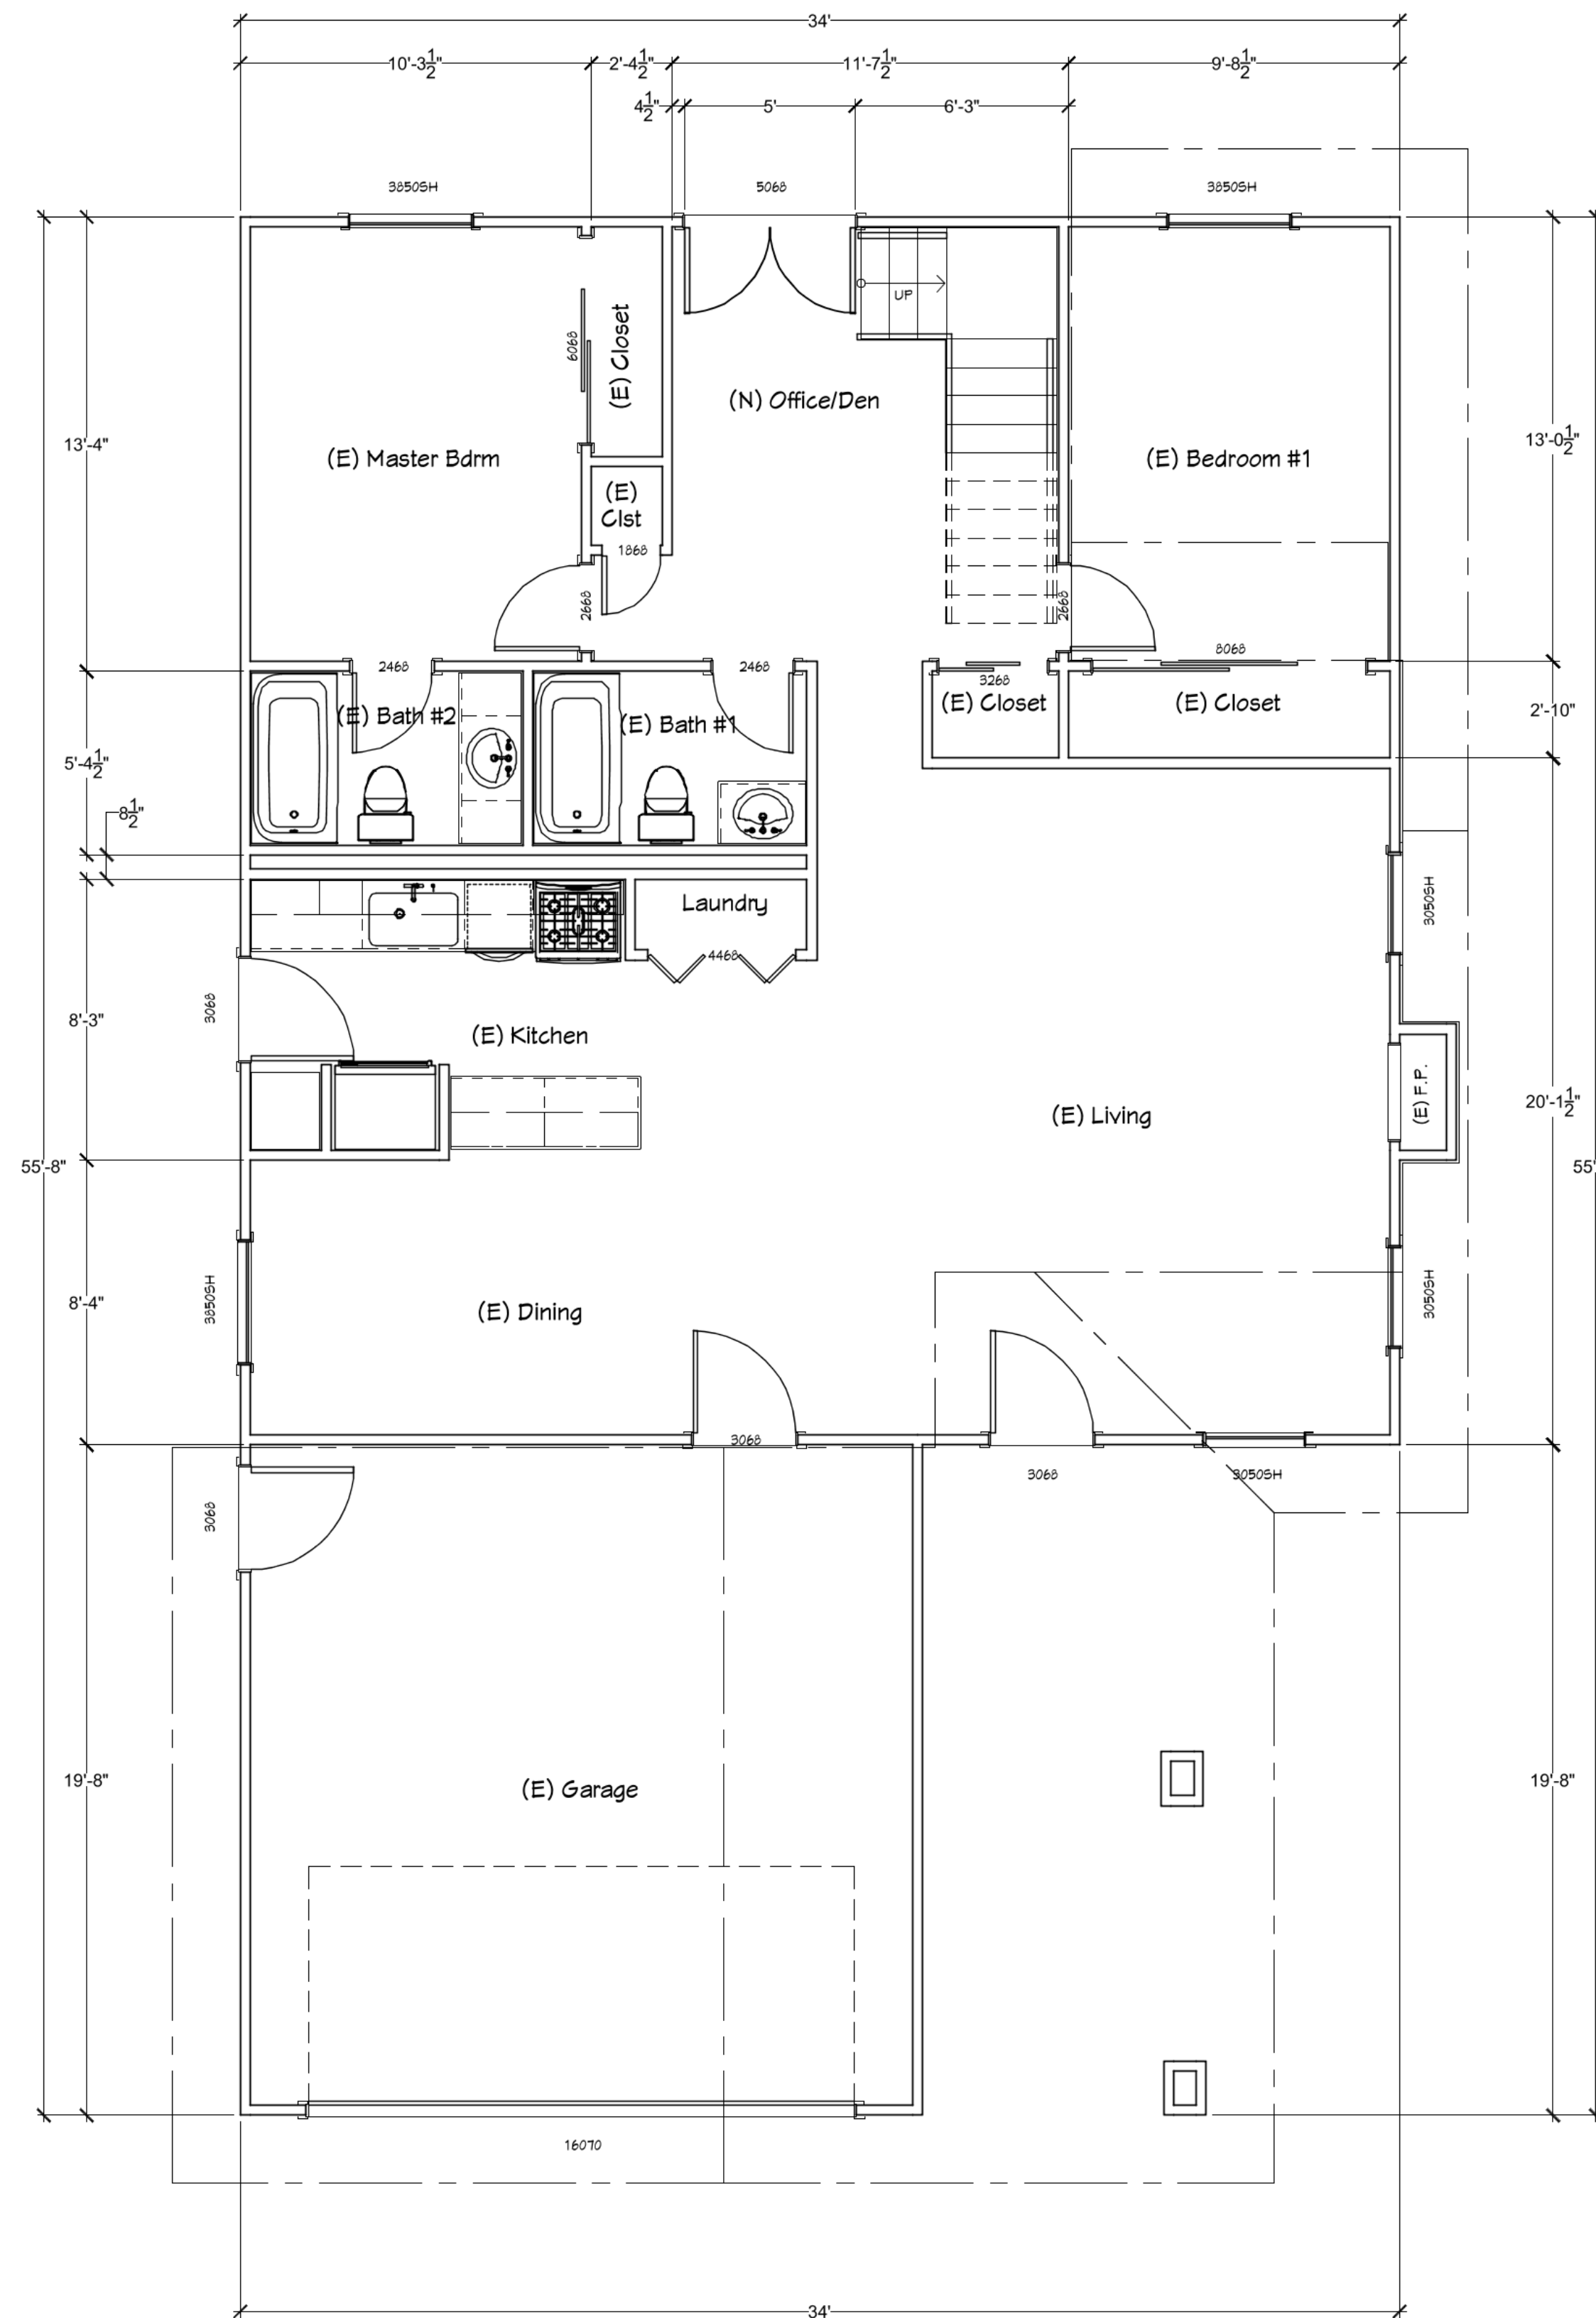 34'
10'-3 1/2"
2'-4 1/2"
11'-7 1/2"
9'-8 1/2"
4 1/2"
5'
6'-3"
3850SH
5068
3850SH
UP
6068
(E) Closet
(N) Office/Den
13'-4"
13'-0 1/2"
(E) Master Bdrm
(E) Bedroom #1
(E)
Clst
1868
2668
2668
2468
2468
8068
3268
(E) Closet
(E) Closet
2'-10"
(E) Bath #2
(E) Bath #1
5'-4 1/2"
8 1/2"
Laundry
3050SH
4468
3068
8'-3"
(E) Kitchen
(E) F.P.
20'-1 1/2"
(E) Living
55'-8"
55'
3850SH
8'-4"
(E) Dining
3050SH
3068
3068
3050SH
3068
19'-8"
(E) Garage
19'-8"
16070
34'